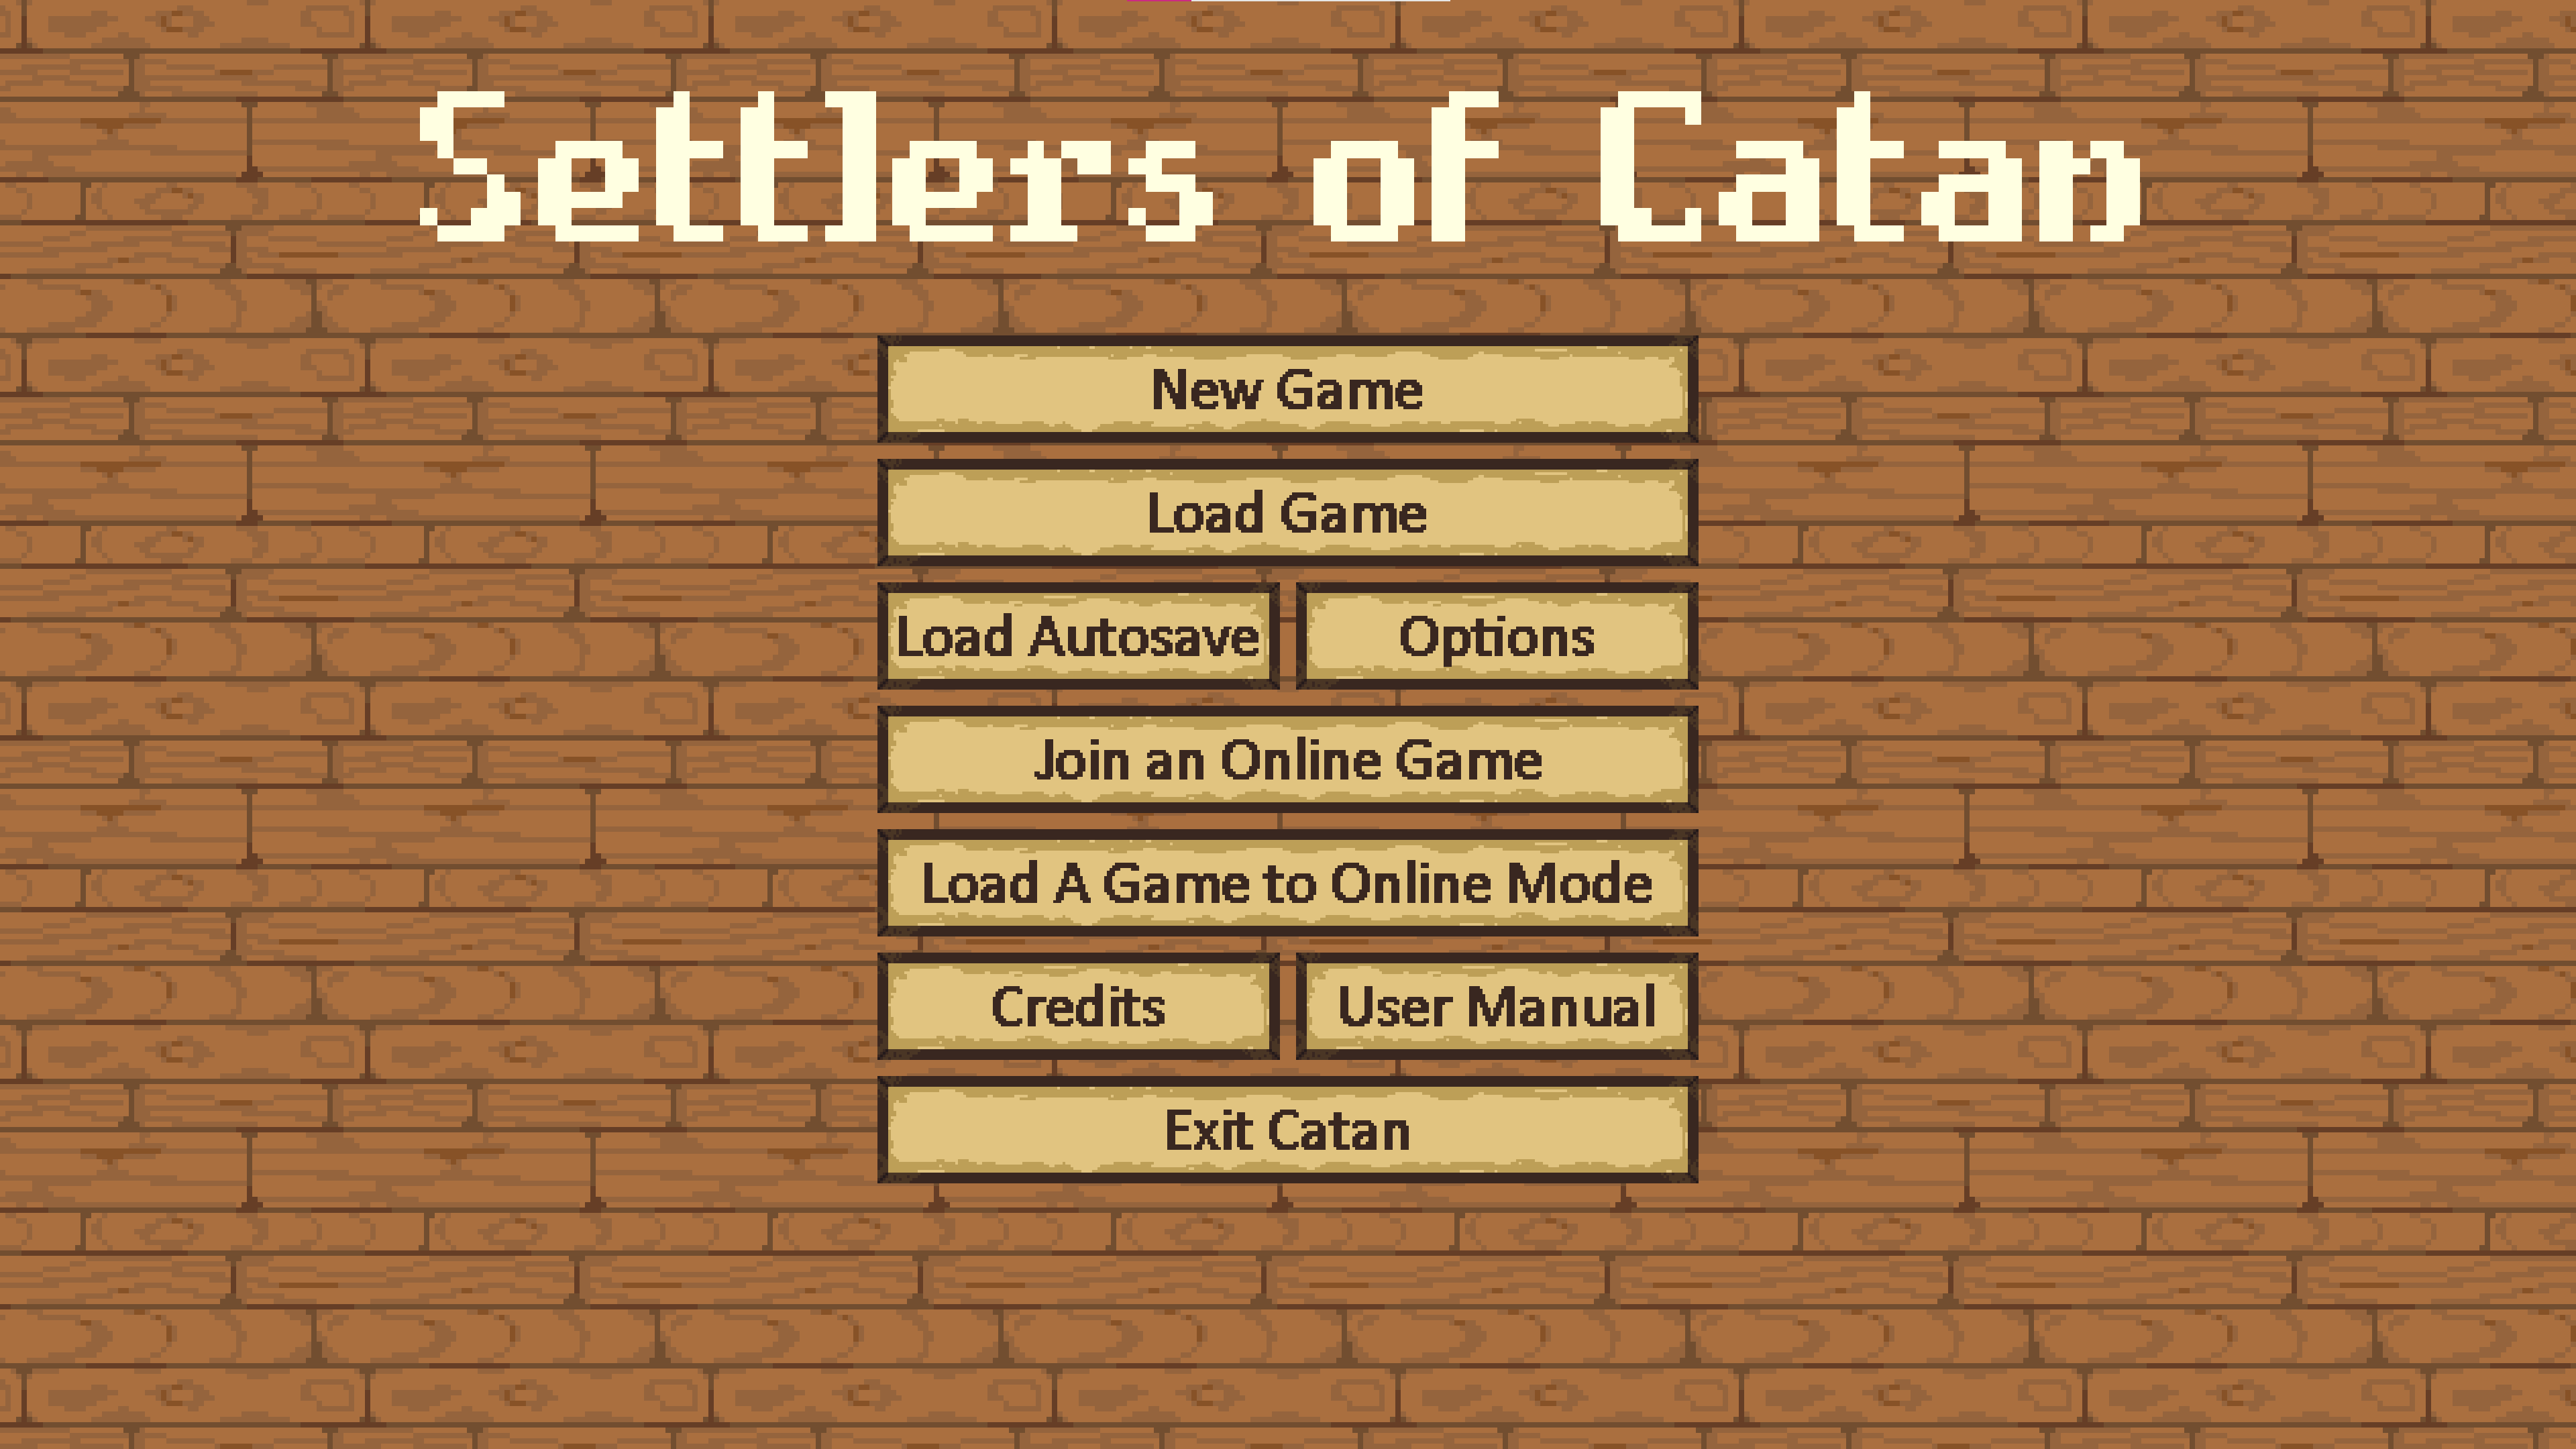 Settlers of Catan
New Game
Load Game
Load Autosave
Options
Join an Online Game
Load A Game to Online Mode
Credits
User Manual
Exit Catan